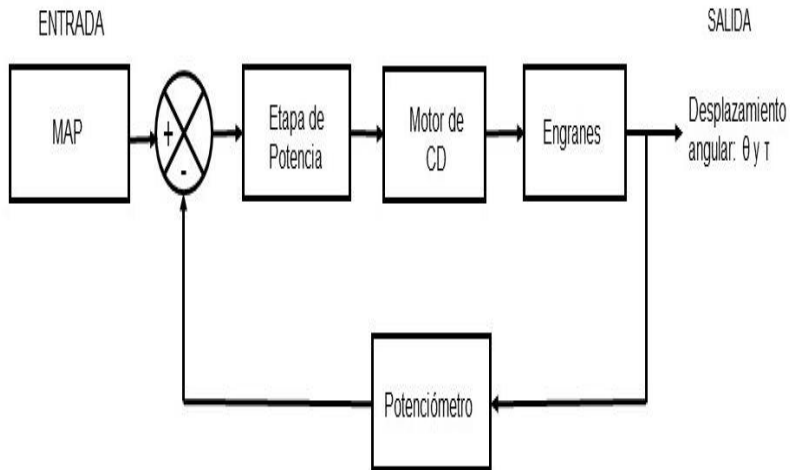 ENTRADA
SALIDA
MAP
+
-
Etapa de
Potencia
Motor de
CD
Engranes
Desplazamiento
angular: θ y τ
Potenciómetro